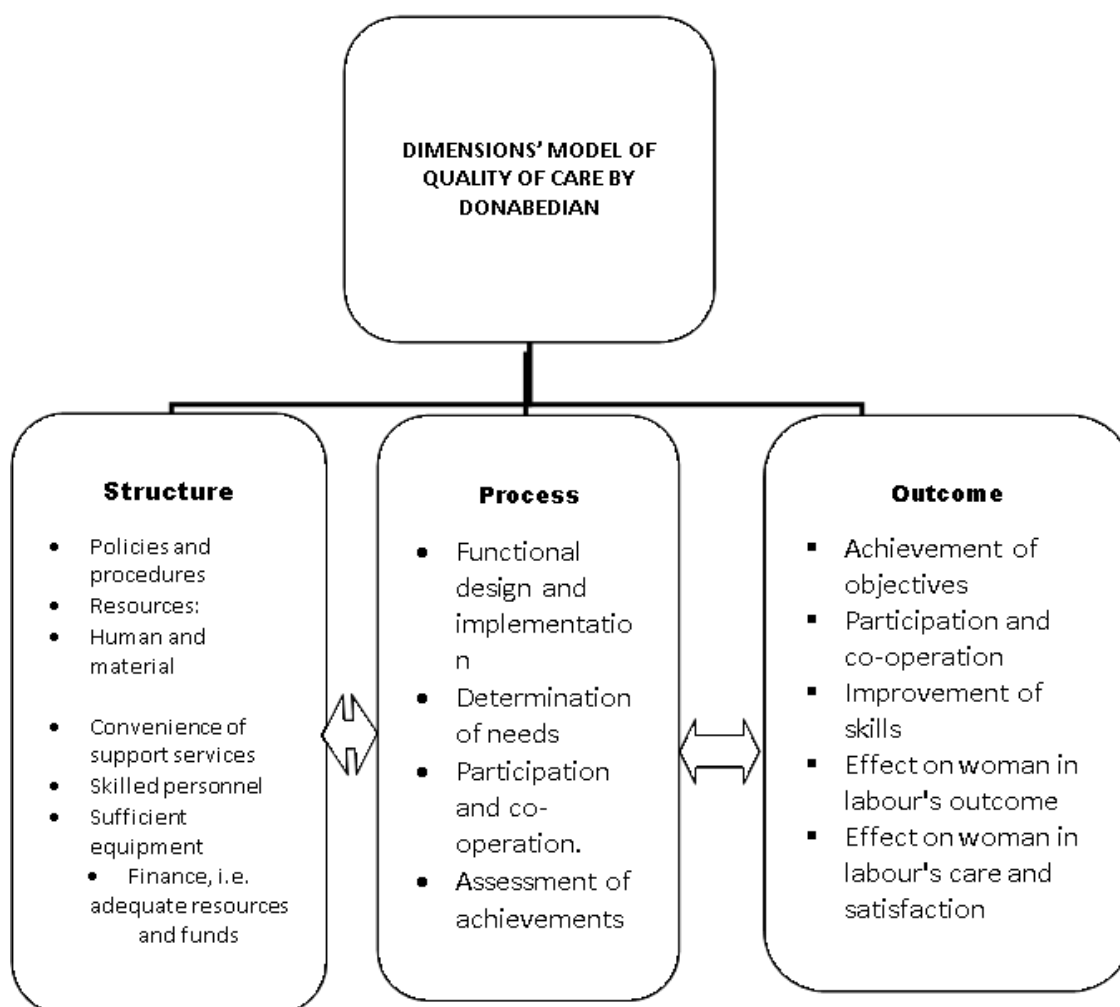 DIMENSIONS’ MODEL OF
QUALITY OF CARE BY
DONABEDIAN
Structure
• Policies and
procedures
• Resources:
• Human and
material
• Convenience of
support services
• Skilled personnel
• Sufficient
equipment
• Finance, i.e.
adequate resources
and funds
Process
• Functional
design and
implementatio
n
• Determination
of needs
• Participation
and co-
operation.
• Assessment of
achievements
Outcome
▪ Achievement of
objectives
▪ Participation and
co-operation
▪ Improvement of
skills
▪ Effect on woman in
labour's outcome
▪ Effect on woman in
labour's care and
satisfaction